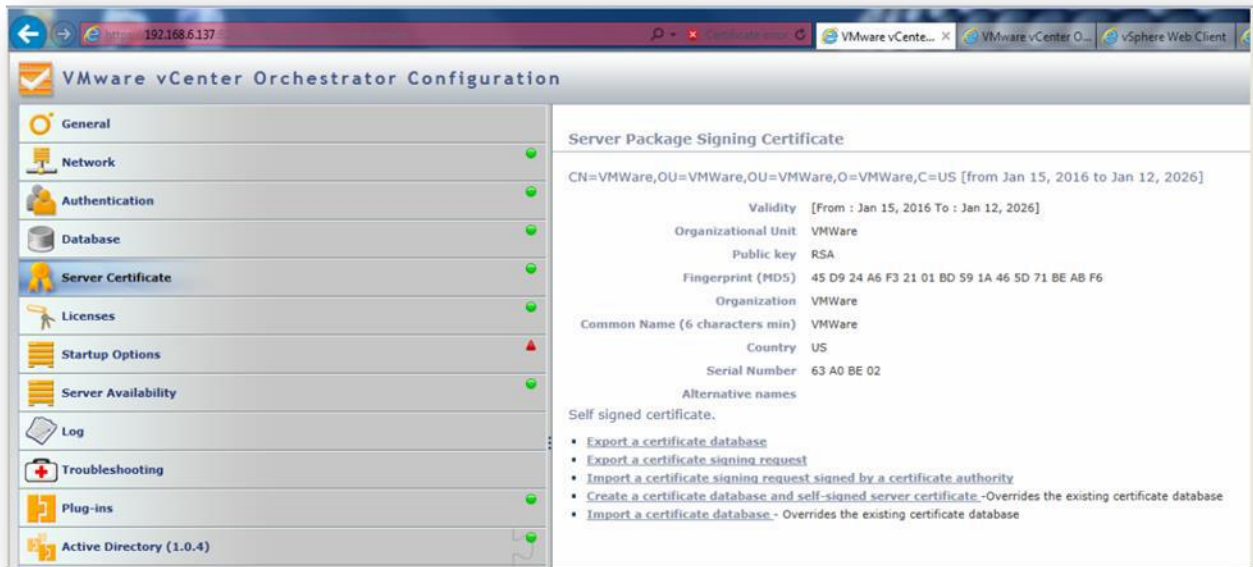 https://192.168.6.137:
Certificate error
VMware vCente...
VMware vCenter O...
vSphere Web Client
VMware vCenter Orchestrator Configuration
General
Network
Authentication
Database
Server Certificate
Licenses
Startup Options
Server Availability
Log
Troubleshooting
Plug-ins
Active Directory (1.0.4)
Server Package Signing Certificate
CN=VMWare,OU=VMWare,OU=VMWare,O=VMWare,C=US [from Jan 15, 2016 to Jan 12, 2026]
Validity [From : Jan 15, 2016 To : Jan 12, 2026]
Organizational Unit VMWare
Public key RSA
Fingerprint (MD5) 45 D9 24 A6 F3 21 01 BD 59 1A 46 5D 71 BE AB F6
Organization VMWare
Common Name (6 characters min) VMWare
Country US
Serial Number 63 A0 BE 02
Alternative names
Self signed certificate.
Export a certificate database
Export a certificate signing request
Import a certificate signing request signed by a certificate authority
Create a certificate database and self-signed server certificate -Overrides the existing certificate database
Import a certificate database - Overrides the existing certificate database